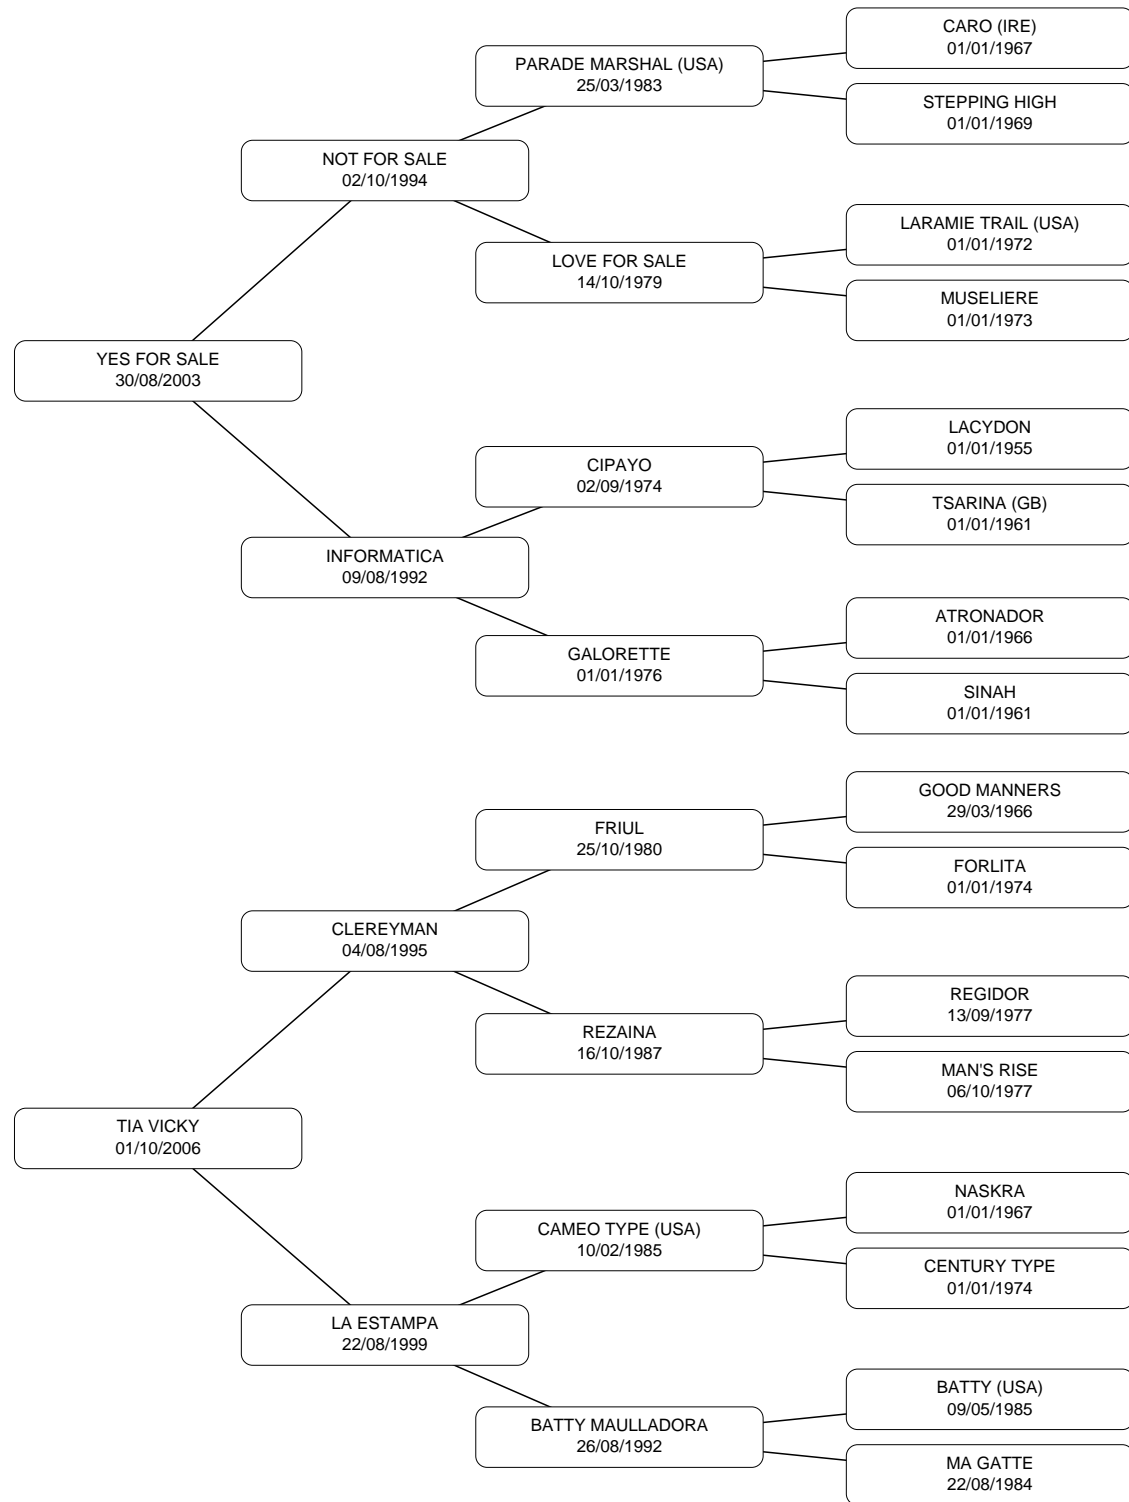 CARO (IRE)
01/01/1967
PARADE MARSHAL (USA)
25/03/1983
STEPPING HIGH
01/01/1969
NOT FOR SALE
02/10/1994
LARAMIE TRAIL (USA)
01/01/1972
LOVE FOR SALE
14/10/1979
MUSELIERE
01/01/1973
YES FOR SALE
30/08/2003
LACYDON
01/01/1955
CIPAYO
02/09/1974
TSARINA (GB)
01/01/1961
INFORMATICA
09/08/1992
ATRONADOR
01/01/1966
GALORETTE
01/01/1976
SINAH
01/01/1961
GOOD MANNERS
29/03/1966
FRIUL
25/10/1980
FORLITA
01/01/1974
CLEREYMAN
04/08/1995
REGIDOR
13/09/1977
REZAINA
16/10/1987
MAN'S RISE
06/10/1977
TIA VICKY
01/10/2006
NASKRA
01/01/1967
CAMEO TYPE (USA)
10/02/1985
CENTURY TYPE
01/01/1974
LA ESTAMPA
22/08/1999
BATTY (USA)
09/05/1985
BATTY MAULLADORA
26/08/1992
MA GATTE
22/08/1984